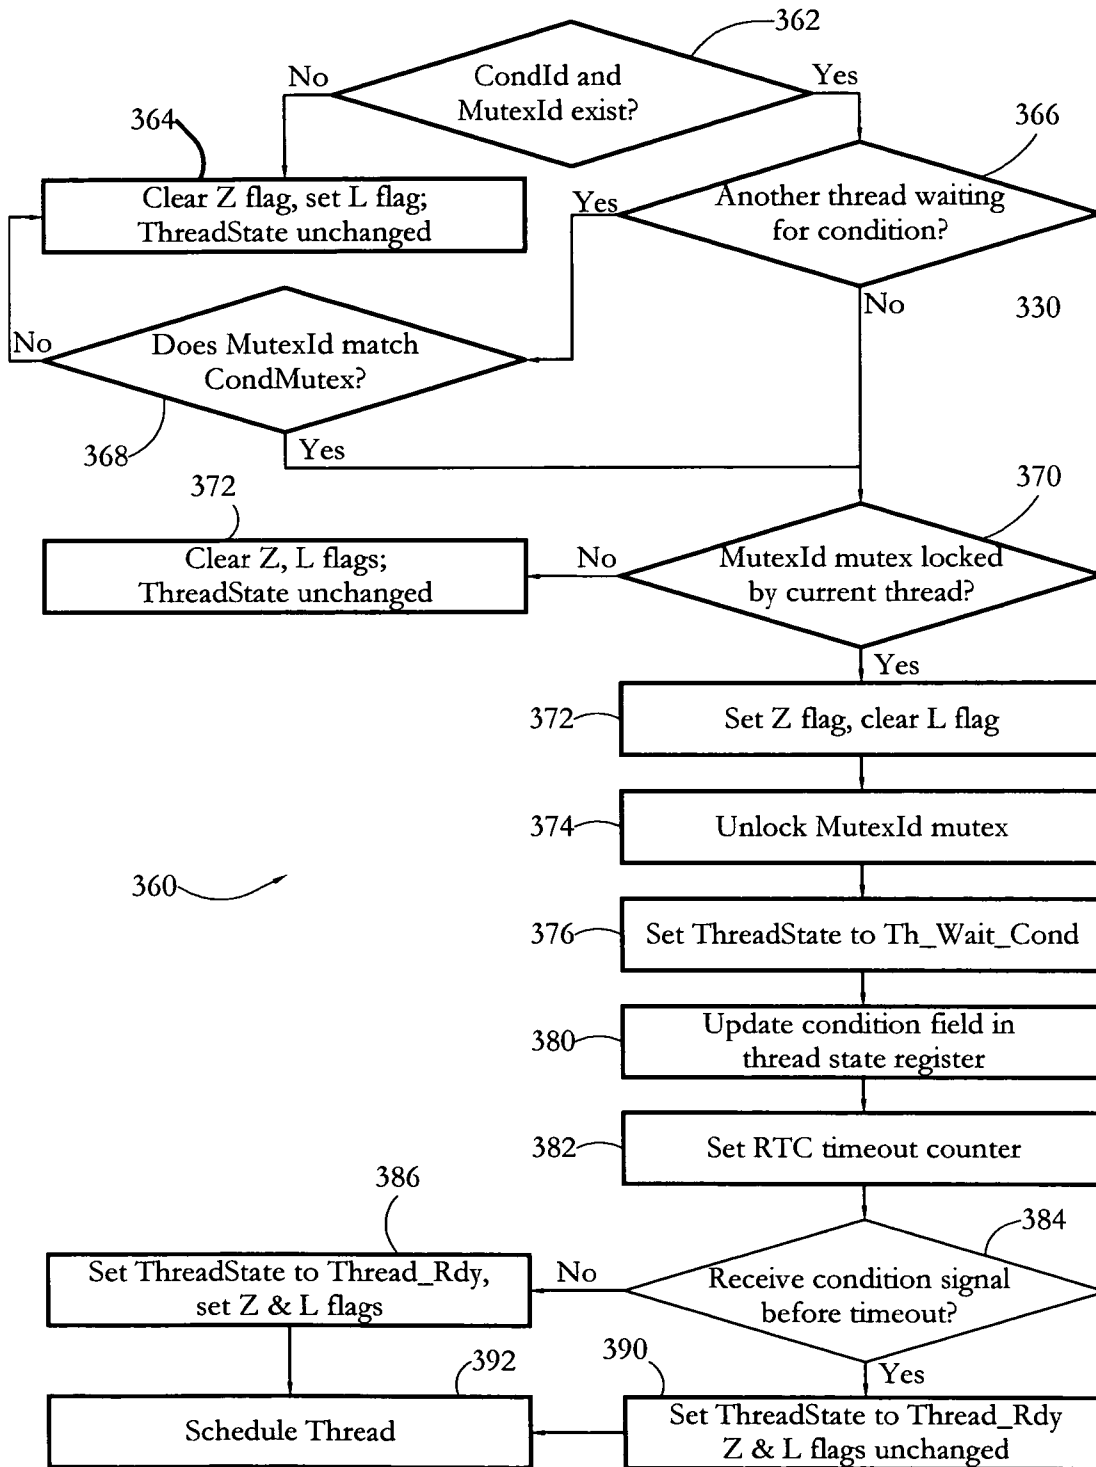 362
No
CondId and
MutexId exist?
Yes
364
366
Clear Z flag, set L flag;
ThreadState unchanged
Yes
Another thread waiting
for condition?
No
330
No
Does MutexId match
CondMutex?
368
Yes
372
370
Clear Z, L flags;
ThreadState unchanged
No
MutexId mutex locked
by current thread?
Yes
372
Set Z flag, clear L flag
374
Unlock MutexId mutex
360
376
Set ThreadState to Th_Wait_Cond
380
Update condition field in
thread state register
382
Set RTC timeout counter
386
384
Set ThreadState to Thread_Rdy,
set Z & L flags
No
Receive condition signal
before timeout?
392
390
Yes
Schedule Thread
Set ThreadState to Thread_Rdy
Z & L flags unchanged